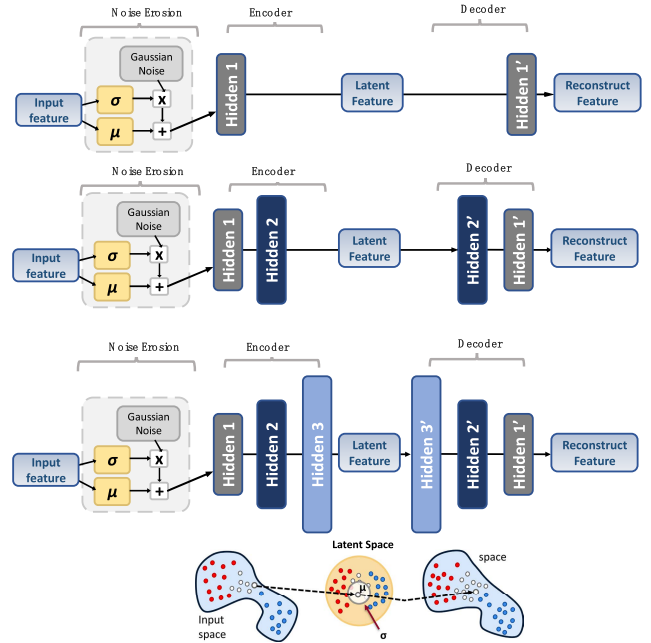 Noise Erosion
Encoder
Decoder
Gaussian
Noise
Input
feature
σ
x
μ
+
Hidden 1
Latent
Feature
Hidden 1’
Reconstruct
Feature
Noise Erosion
Encoder
Decoder
Gaussian
Noise
Input
feature
σ
x
μ
+
Hidden 1
Hidden 2
Latent
Feature
Hidden 2’
Hidden 1’
Reconstruct
Feature
Noise Erosion
Encoder
Decoder
Gaussian
Noise
Input
feature
σ
x
μ
+
Hidden 1
Hidden 2
Hidden 3
Latent
Feature
Hidden 3’
Hidden 2’
Hidden 1’
Reconstruct
Feature
Latent Space
space
μ
Input
space
σ